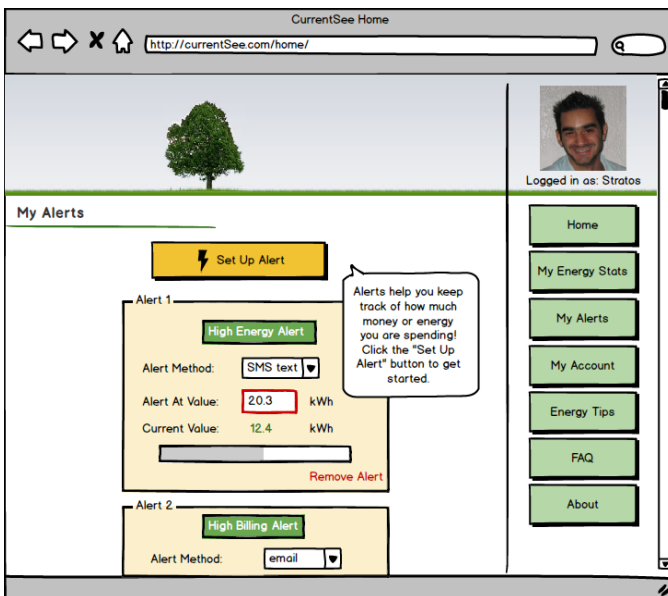 CurrentSee Home
http://currentSee.com/home/
Logged in as: Stratos
My Alerts
Set Up Alert
Alerts help you keep
track of how much
money or energy
you are spending!
Click the "Set Up
Alert" button to get
started.
Alert 1
High Energy Alert
Alert Method: SMS text
Alert At Value: 20.3 kWh
Current Value: 12.4 kWh
Remove Alert
Alert 2
High Billing Alert
Alert Method: email
Home
My Energy Stats
My Alerts
My Account
Energy Tips
FAQ
About